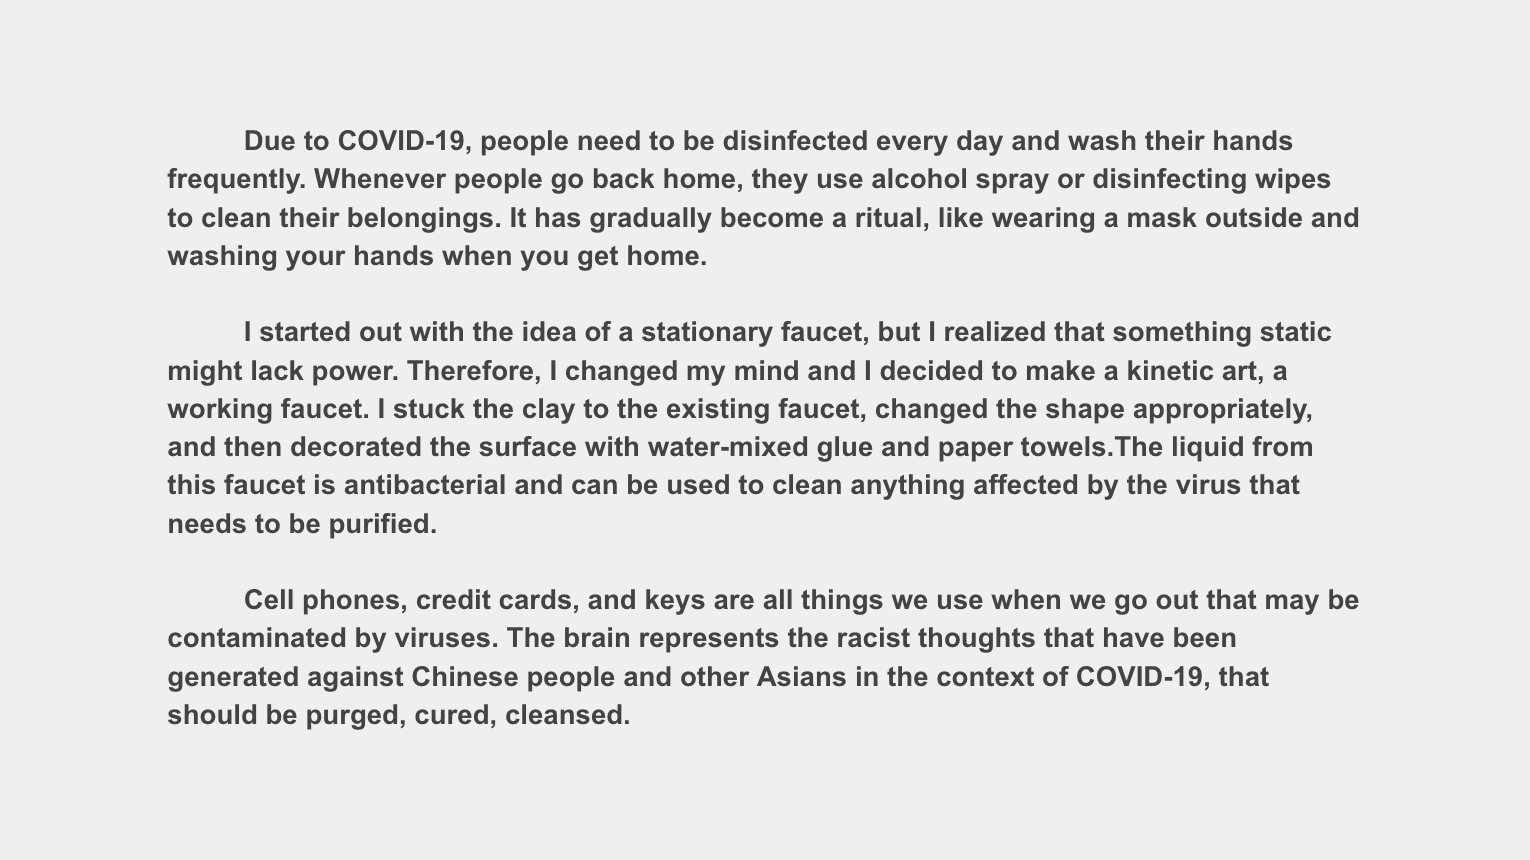 Due to COVID-19, people need to be disinfected every day and wash their hands
frequently. Whenever people go back home, they use alcohol spray or disinfecting wipes
to clean their belongings. It has gradually become a ritual, like wearing a mask outside and
washing your hands when you get home.
I started out with the idea of a stationary faucet, but I realized that something static
might lack power. Therefore, I changed my mind and I decided to make a kinetic art, a
working faucet. I stuck the clay to the existing faucet, changed the shape appropriately,
and then decorated the surface with water-mixed glue and paper towels.The liquid from
this faucet is antibacterial and can be used to clean anything affected by the virus that
needs to be purified.
Cell phones, credit cards, and keys are all things we use when we go out that may be
contaminated by viruses. The brain represents the racist thoughts that have been
generated against Chinese people and other Asians in the context of COVID-19, that
should be purged, cured, cleansed.